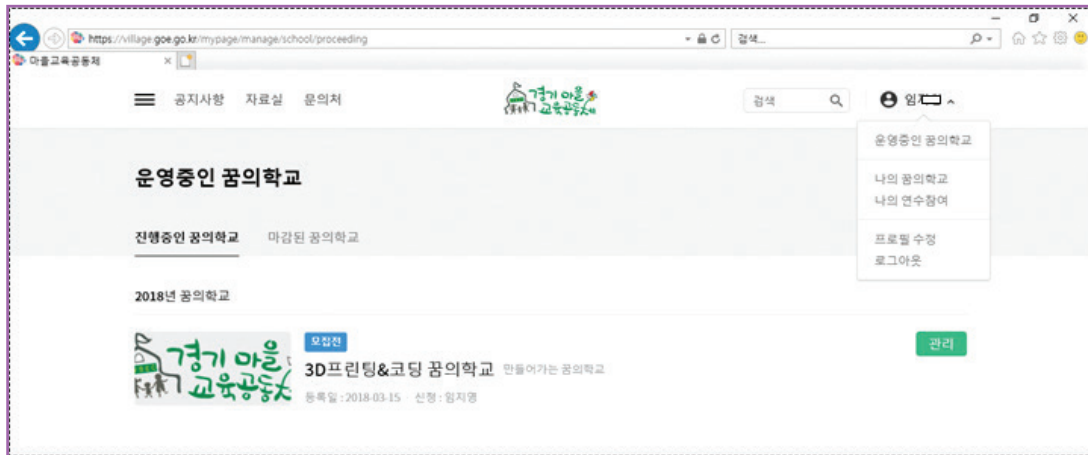 https://village.goe.go.kr/mypage/manage/school/proceeding
검색...
마을교육공동체
공지사항 자료실 문의처
경기 마을
교육공동체
검색
임지
운영중인 꿈의학교
나의 꿈의학교
나의 연수참여
프로필 수정
로그아웃
운영중인 꿈의학교
진행중인 꿈의학교 마감된 꿈의학교
2018년 꿈의학교
경기 마을
교육공동체
모집전
3D프린팅&코딩 꿈의학교 만들어가는 꿈의학교
등록일 : 2018-03-15 신청 : 임지영
관리